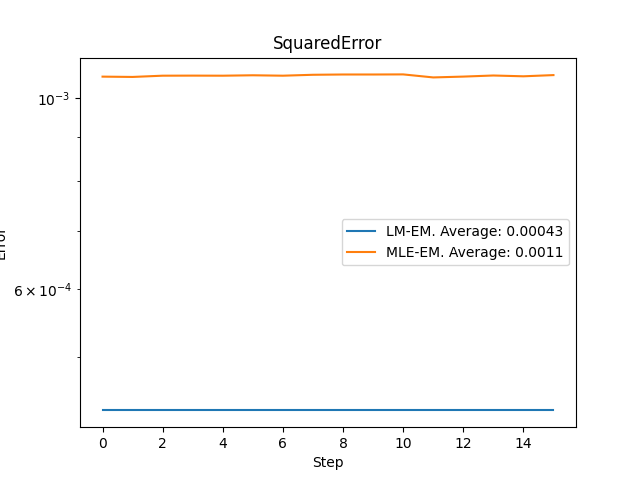 SquaredError
10⁻³
6 × 10⁻⁴
Error
LM-EM. Average: 0.00043
MLE-EM. Average: 0.0011
0 2 4 6 8 10 12 14
Step